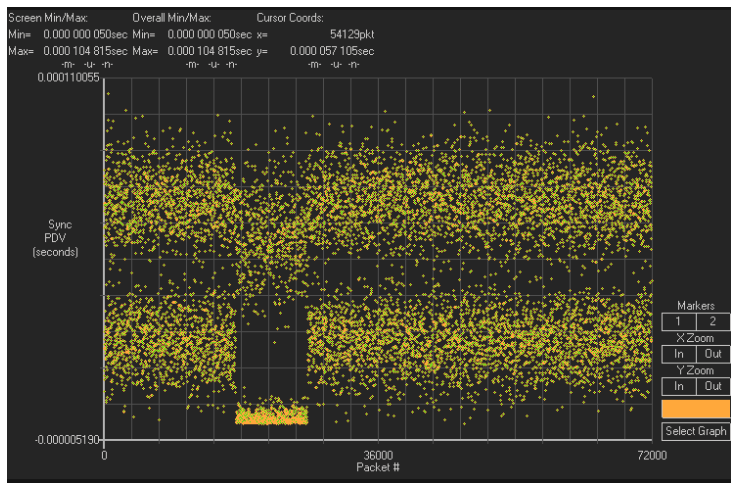 Screen Min/Max: Overall Min/Max: Cursor Coords:
Min= 0.000 000 050sec Min= 0.000 000 050sec x= 54129pkt
Max= 0.000 104 815sec Max= 0.000 104 815sec y= 0.000 057 105sec
-m- -u- -n- -m- -u- -n- -m- -u- -n-
0.000110055
Sync
PDV
(seconds)
-0.000005190
0 36000 72000
Packet #
Markers
1 2
X Zoom
In Out
Y Zoom
In Out
Select Graph